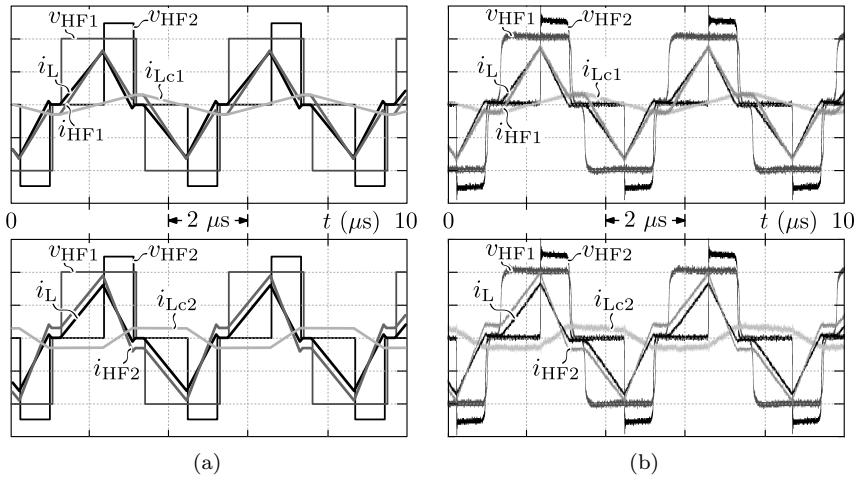 vHF1 vHF2
iL iLc1
iHF1
vHF1 vHF2
iL iLc1
iHF1
0 2 µs t (µs) 10
0 2 µs t (µs) 10
vHF1 vHF2
iL iLc2
iHF2
vHF1 vHF2
iL iLc2
iHF2
(a) (b)